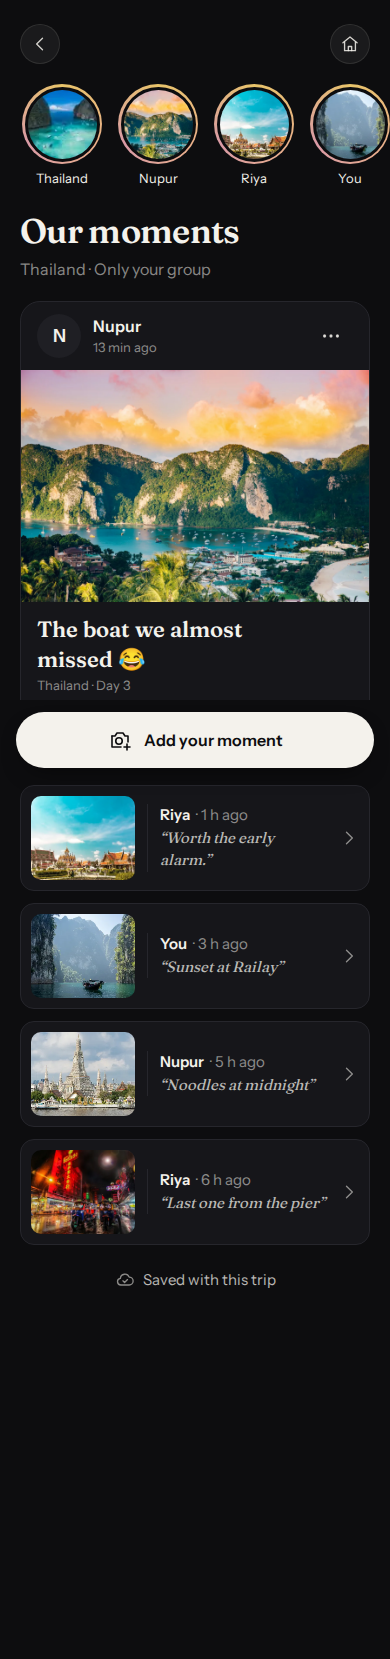 Thailand
Nupur
Riya
You
Our moments
Thailand · Only your group
N
Nupur
13 min ago
The boat we almost
missed 😂
Thailand · Day 3
Add your moment
Riya · 1 h ago
“Worth the early
alarm.”
You · 3 h ago
“Sunset at Railay”
Nupur · 5 h ago
“Noodles at midnight”
Riya · 6 h ago
“Last one from the pier”
Saved with this trip